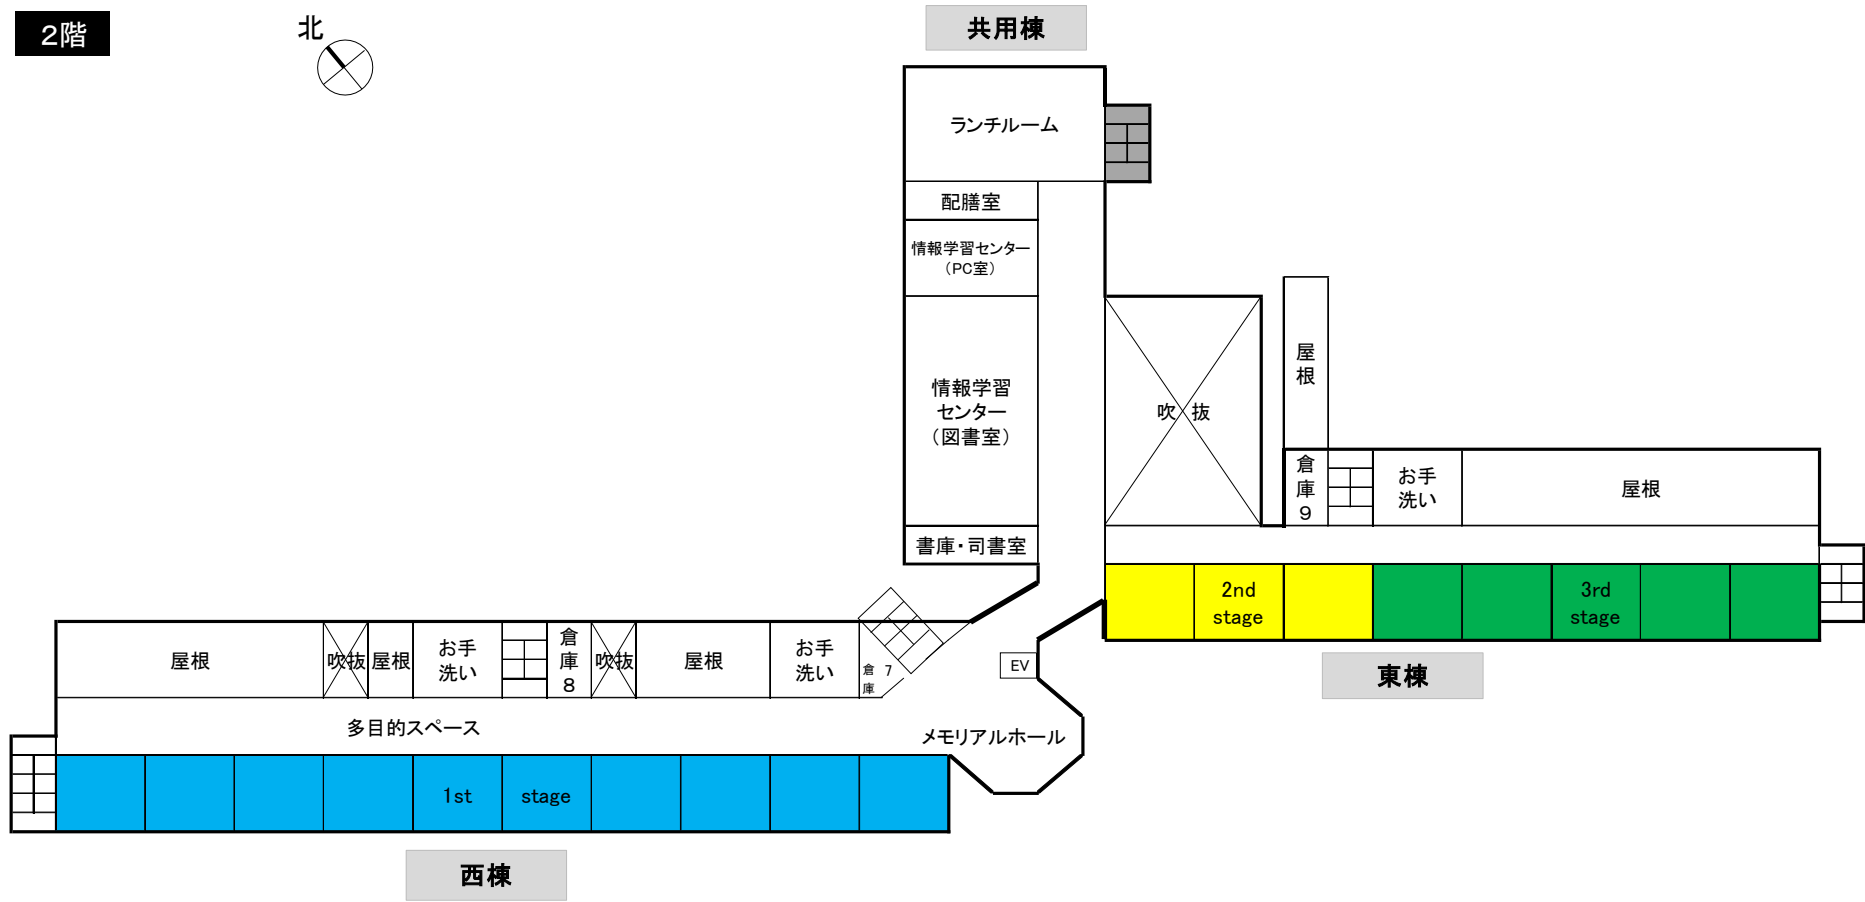 2階
北
共用棟
ランチルーム
配膳室
情報学習センター
（PC室）
情報学習
センター
（図書室）
書庫・司書室
吹 抜
屋
根
倉
庫
9
お手
洗い
屋根
2nd
stage
3rd
stage
東棟
屋根
吹抜
屋根
お手
洗い
倉
庫
8
吹抜
屋根
お手
洗い
倉 7
庫
EV
多目的スペース
メモリアルホール
1st stage
西棟